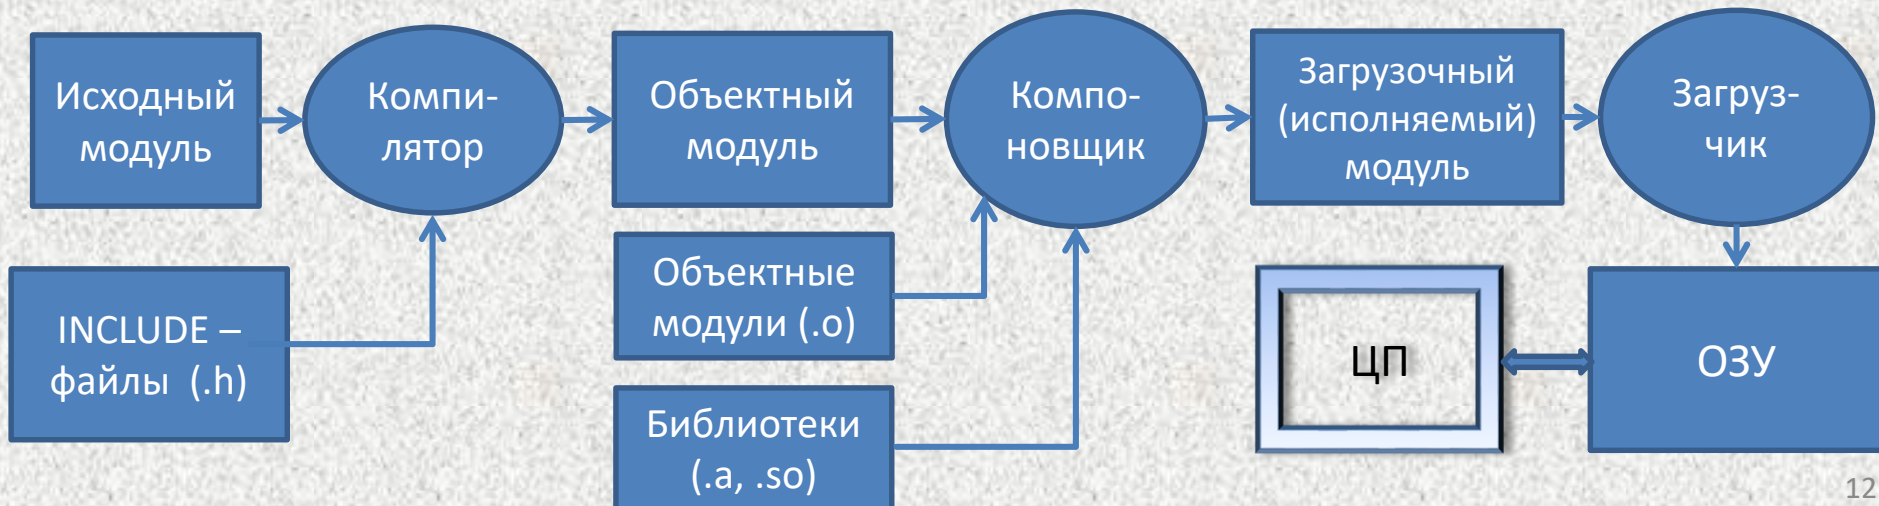 Исходный
модуль
Компи-
лятор
Объектный
модуль
Компо-
новщик
Загрузочный
(исполняемый)
модуль
Загруз-
чик
INCLUDE –
файлы (.h)
Объектные
модули (.o)
Библиотеки
(.a, .so)
ЦП
ОЗУ
12